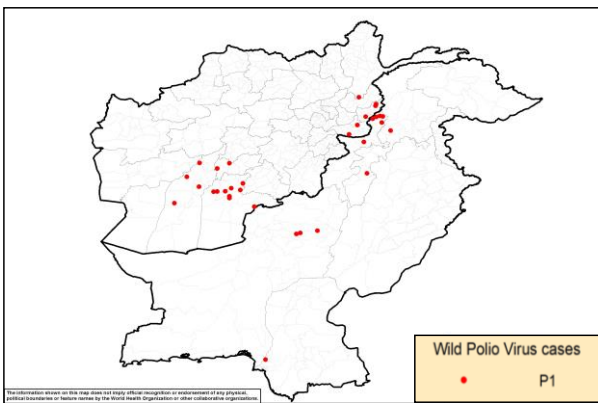 Wild Polio Virus cases
P1
The information shown on this map does not imply official recognition or endorsement of any physical,
political boundaries or feature names by the World Health Organization or other collaborative organizations.